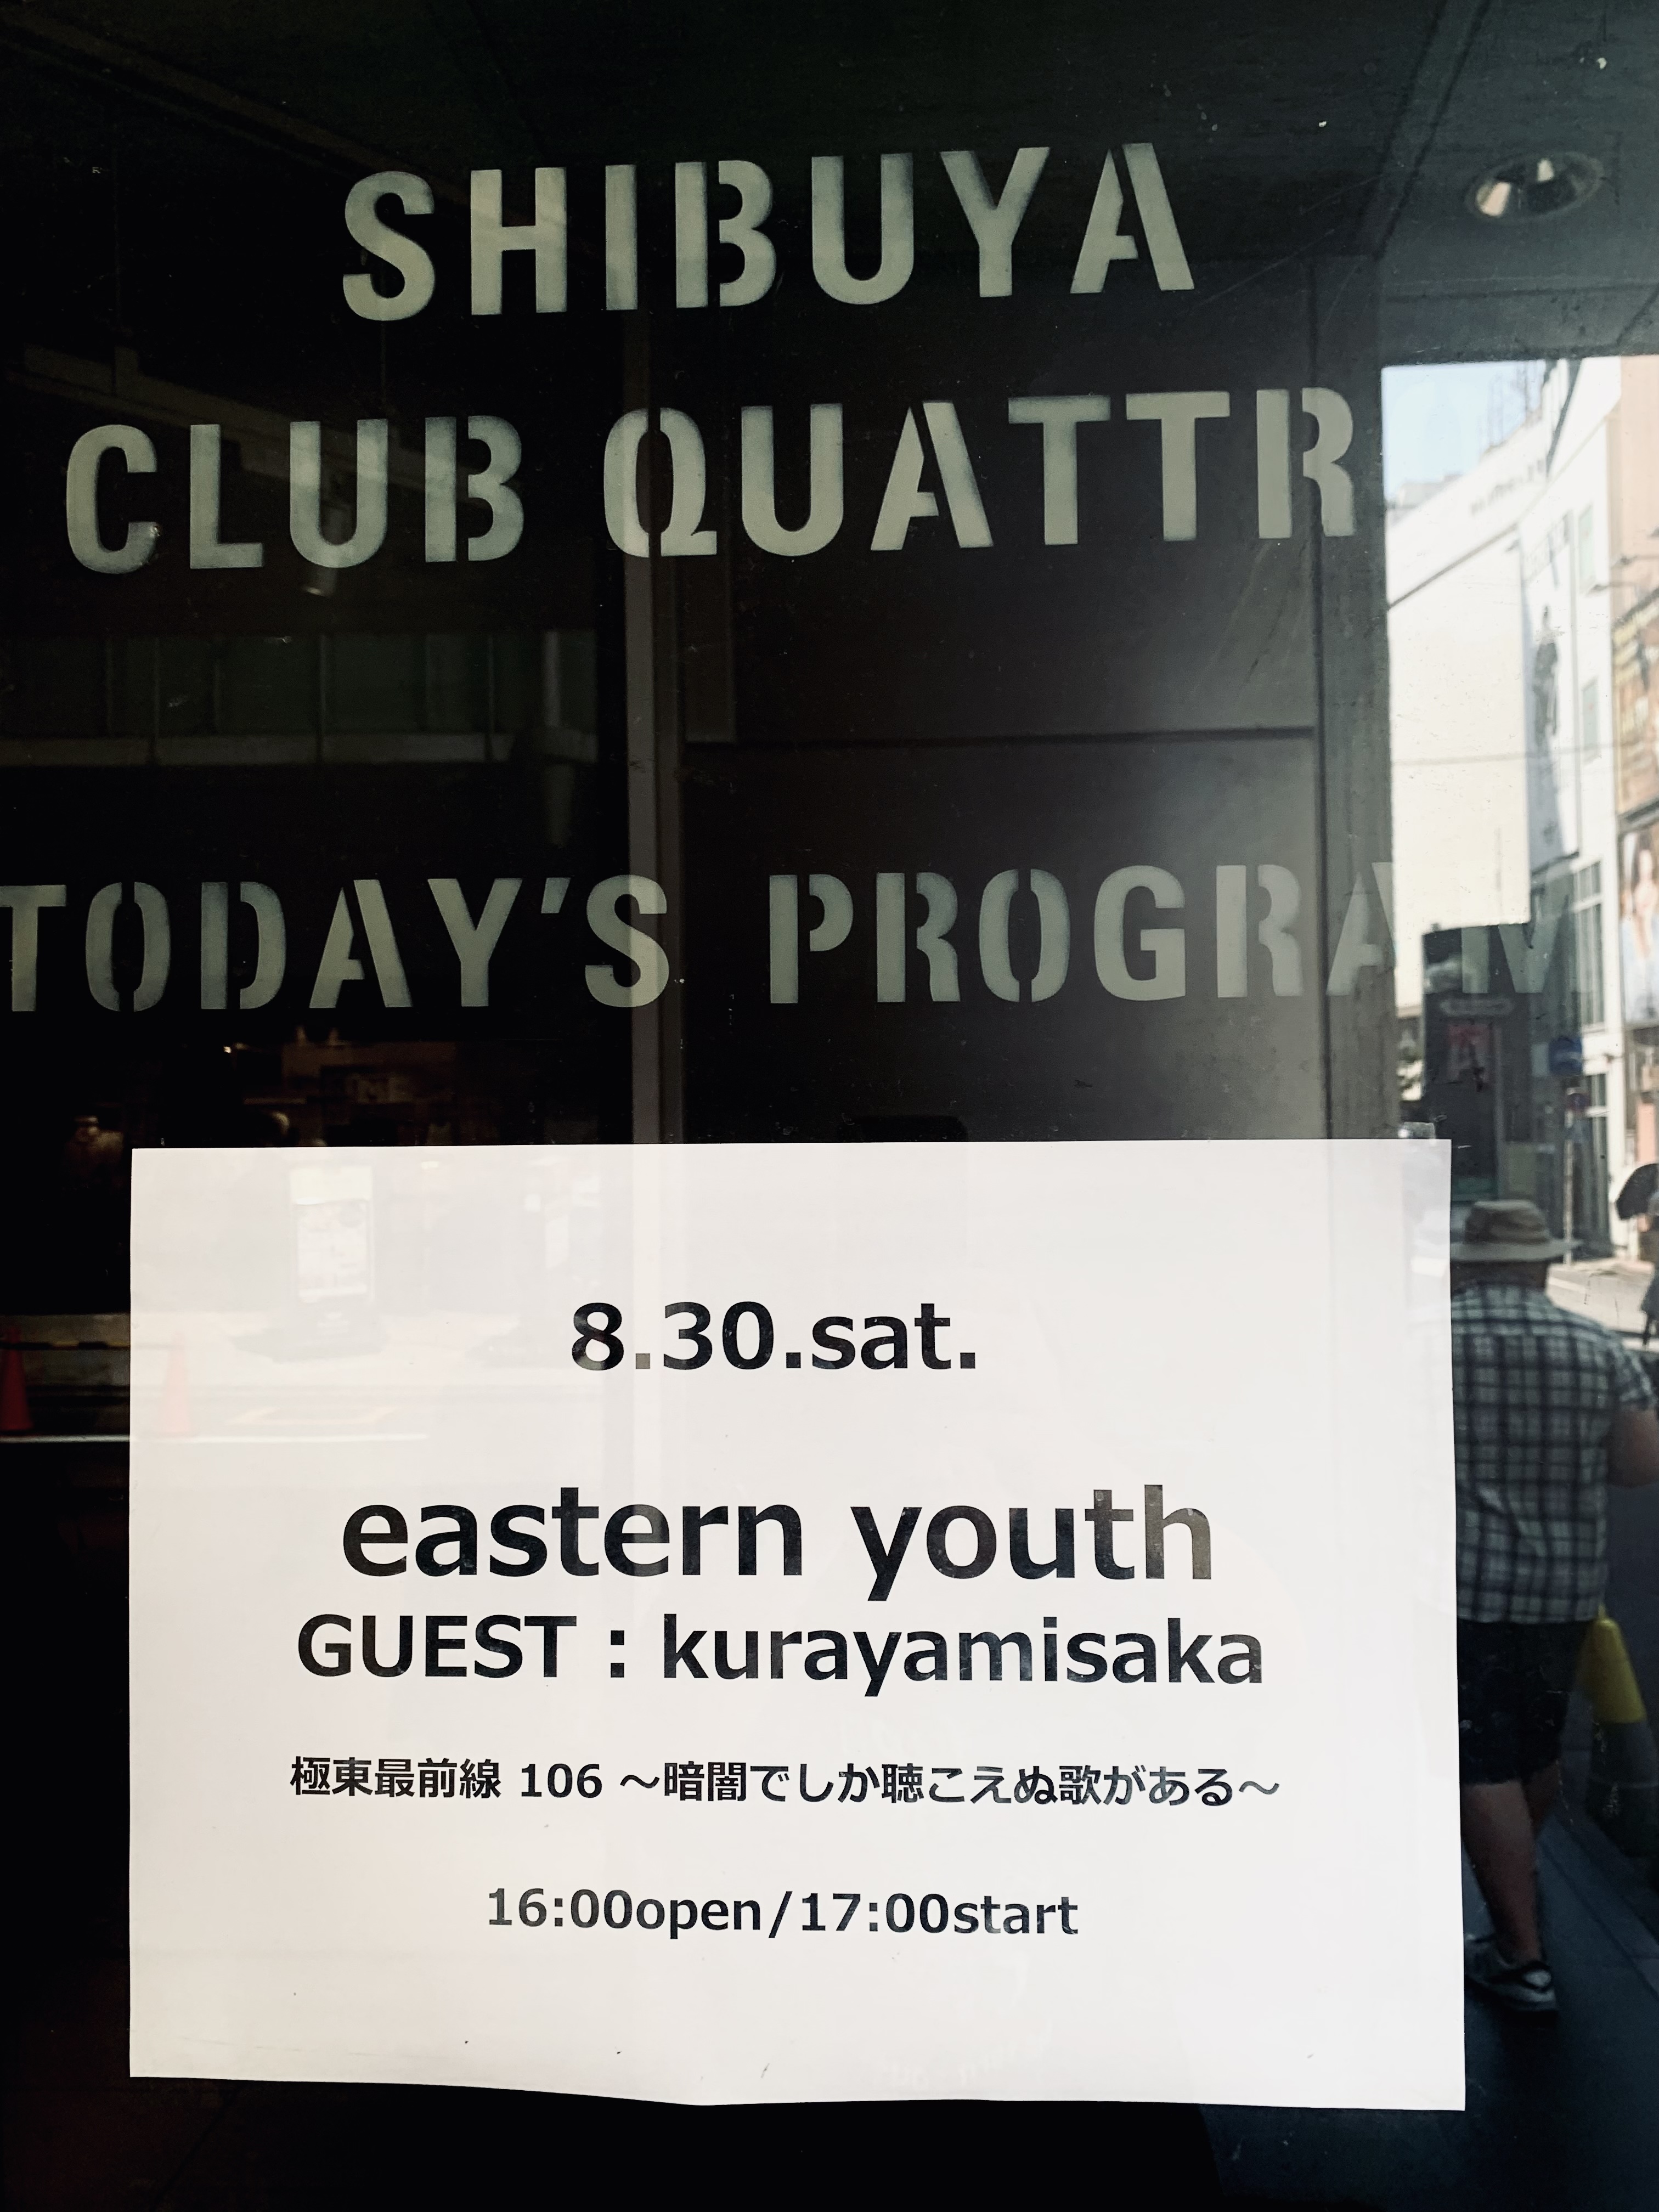 SHIBUYA
CLUB QUATTR
TODAY'S PROGRAM
8.30.sat.
eastern youth
GUEST : kurayamisaka
極東最前線 106 ～暗闇でしか聴こえぬ歌がある～
16:00open/17:00start